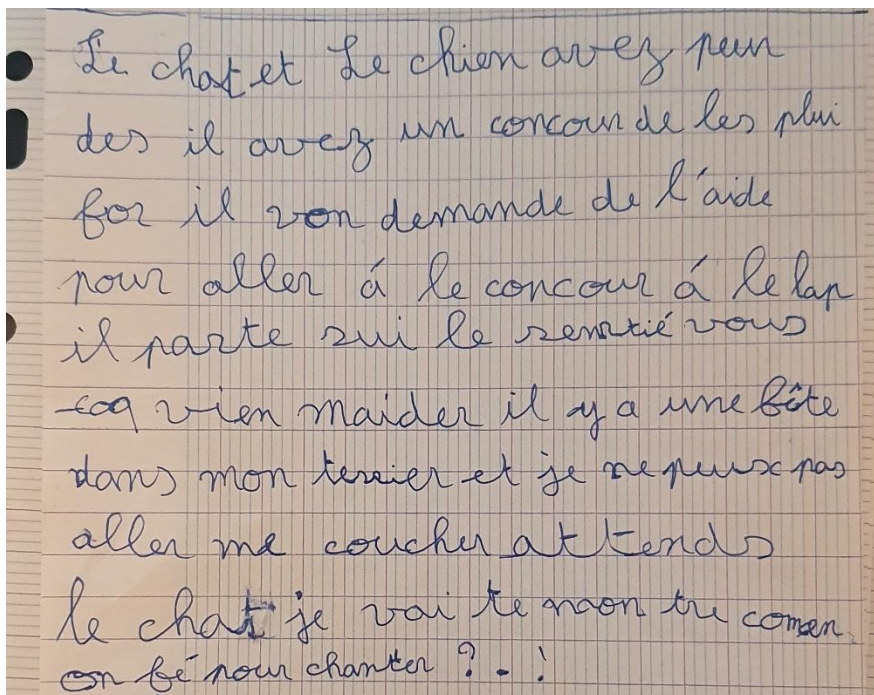 Le chat et Le chien avez peur
des il avez un concour de les plui
for il von demande de l'aide
pour aller á le concour á le lap
il parte sui le sentié vous
coq vien maider il y a une bête
dans mon terrier et je ne peux pas
aller me coucher attends
le chat je vai te maon tre comen
on fé pour chanter ? . !